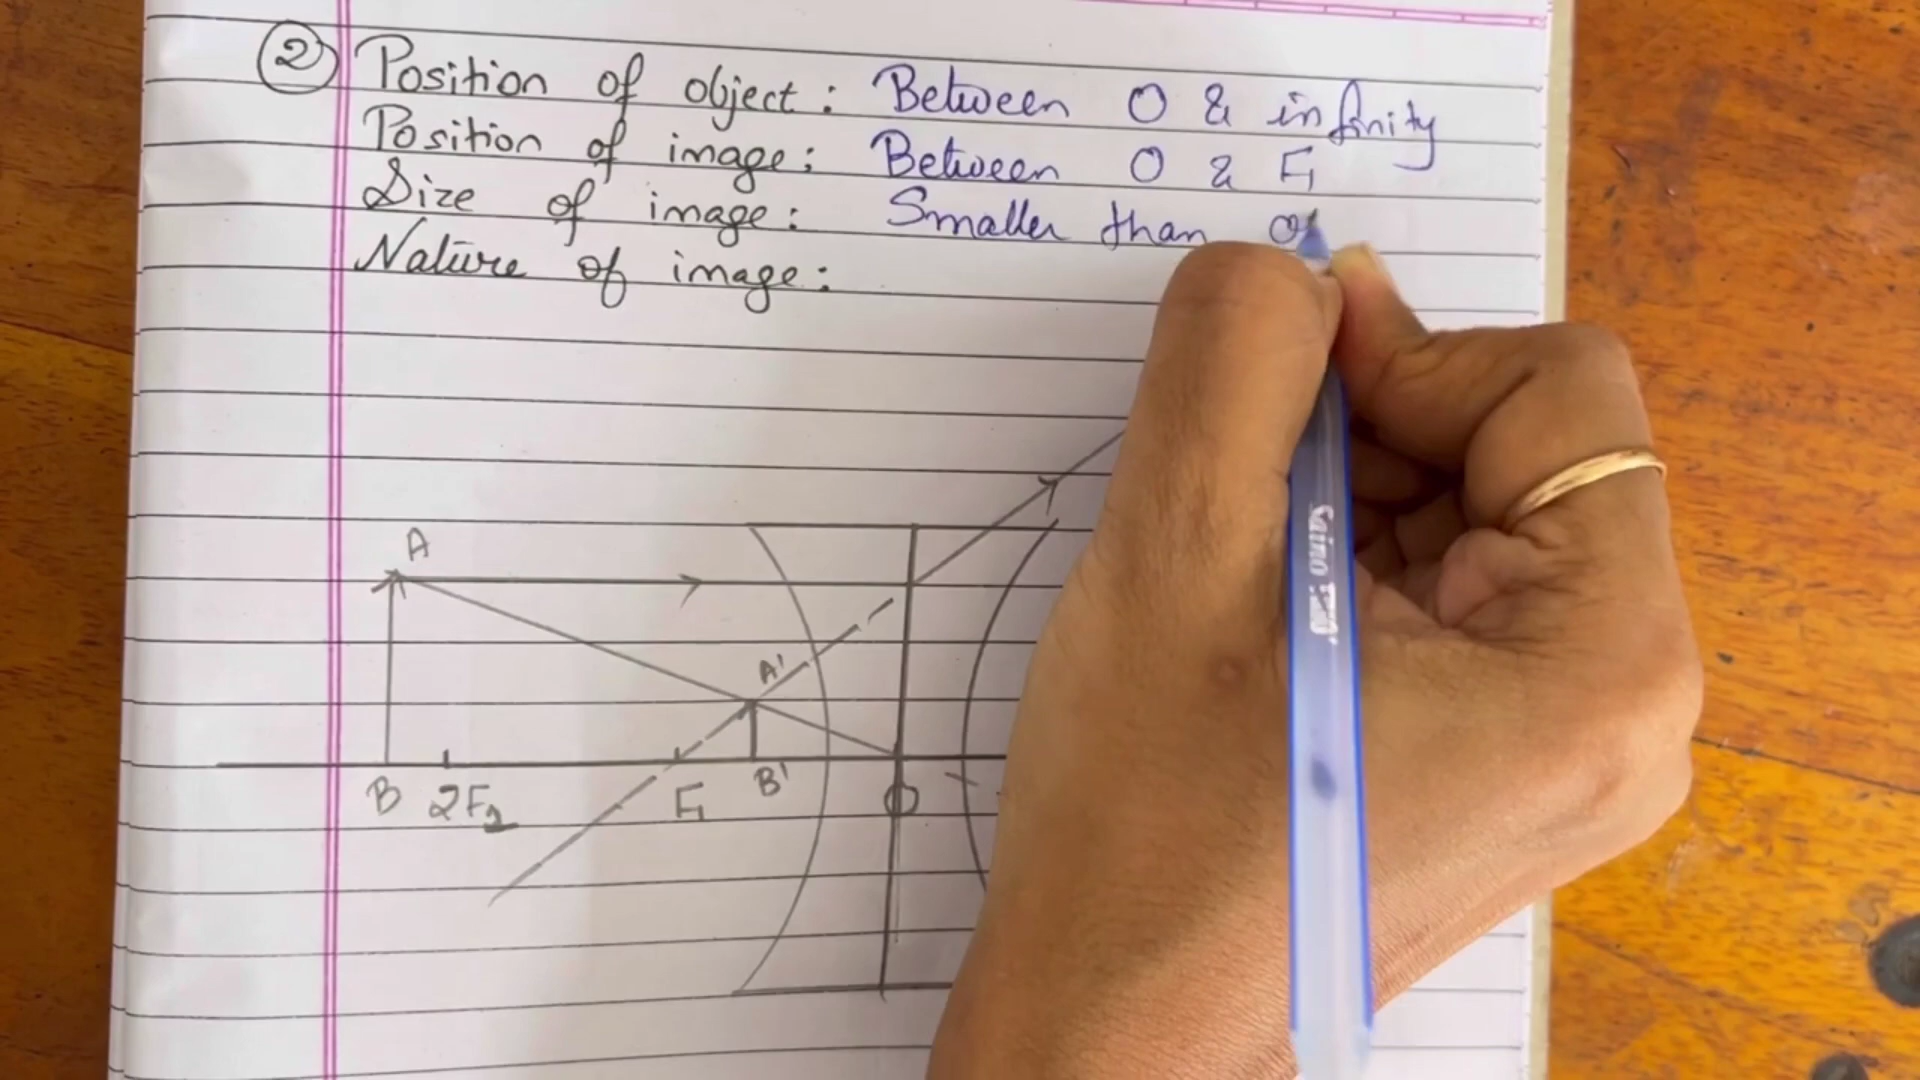 ② Position of object: Between O & infinity
Position of image: Between O & F₁
Size of image: Smaller than
Nature of image:
A
A'
B 2F₂ F₁ B' O
Saino